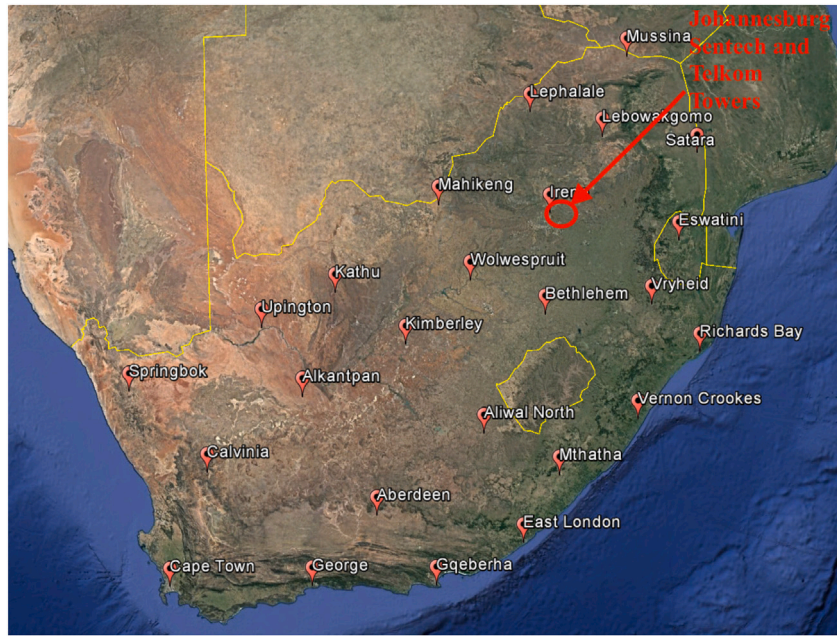 Johannesburg
Sentech and
Telkom
Towers
Mussina
Lephalale
Lebowakgomo
Satara
Mahikeng
Eswatini
Wolwespruit
Kathu
Vryheid
Bethlehem
Upington
Kimberley
Richards Bay
Springbok
Alkantpan
Vernon Crookes
Aliwal North
Calvinia
Mthatha
Aberdeen
East London
Cape Town
George
Gqeberha